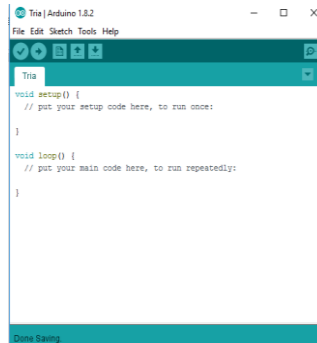 Tria | Arduino 1.8.2
File Edit Sketch Tools Help
Tria
void setup() {
// put your setup code here, to run once:
}
void loop() {
// put your main code here, to run repeatedly:
}
Done Saving.